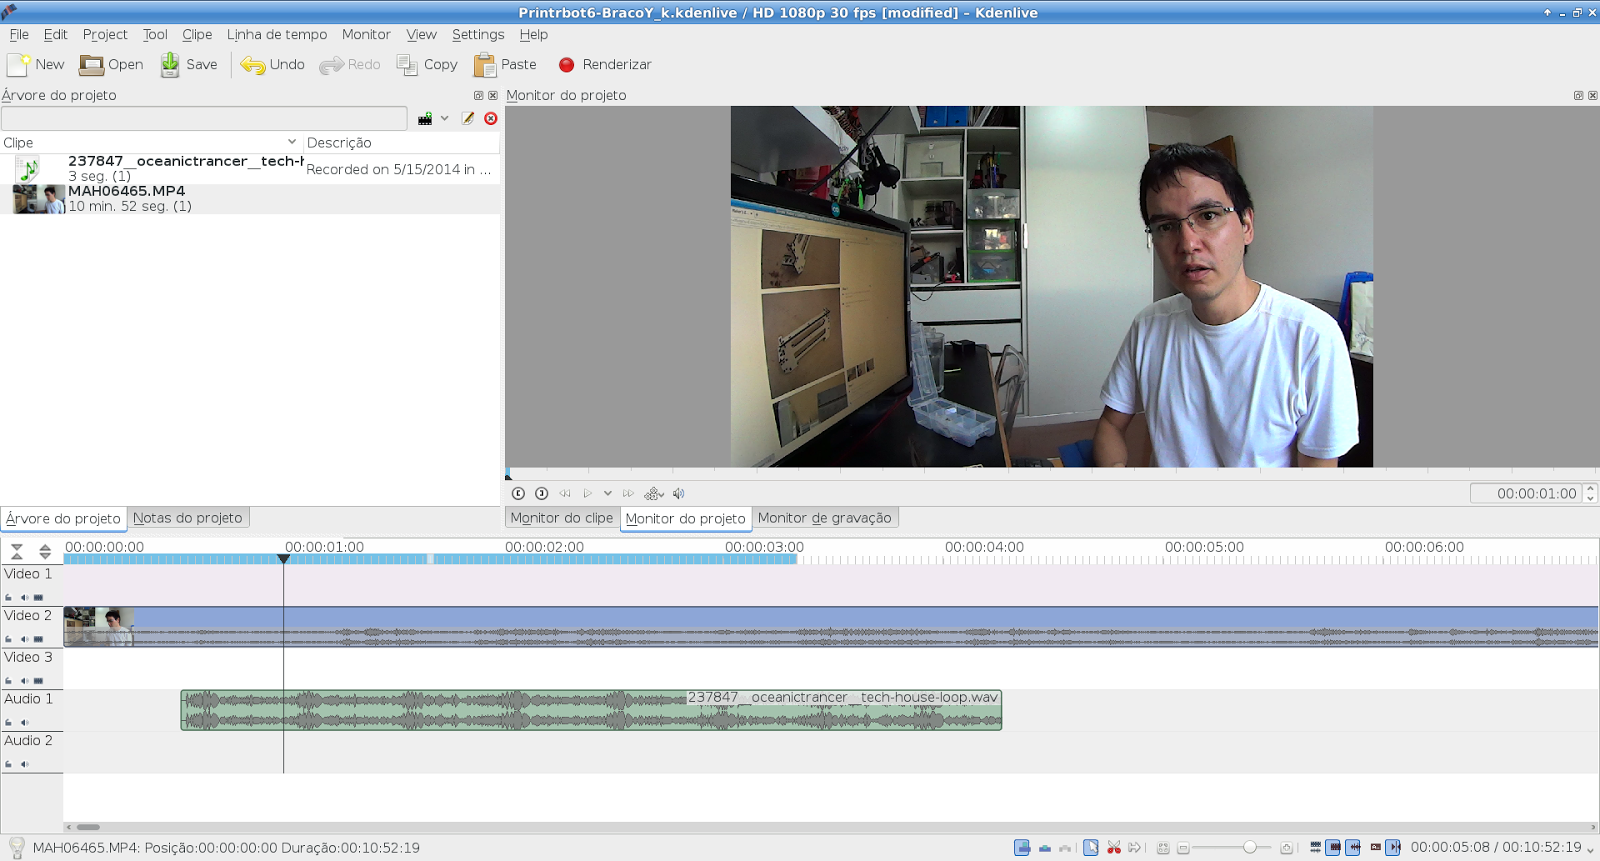 Printrbot6-BracoY_k.kdenlive / HD 1080p 30 fps [modified] – Kdenlive
File Edit Project Tool Clipe Linha de tempo Monitor View Settings Help
New Open Save Undo Redo Copy Paste Renderizar
Árvore do projeto
Monitor do projeto
Clipe Descrição
237847__oceanictrancer__tech-h
3 seg. (1)
Recorded on 5/15/2014 in ...
MAH06465.MP4
10 min. 52 seg. (1)
00:00:01:00
Árvore do projeto Notas do projeto
Monitor do clipe Monitor do projeto Monitor de gravação
00:00:00:00 00:00:01:00 00:00:02:00 00:00:03:00 00:00:04:00 00:00:05:00 00:00:06:00
Video 1
Video 2
Video 3
Audio 1
237847__oceanictrancer__tech-house-loop.wav
Audio 2
MAH06465.MP4: Posição:00:00:00:00 Duração:00:10:52:19
00:00:05:08 / 00:10:52:19